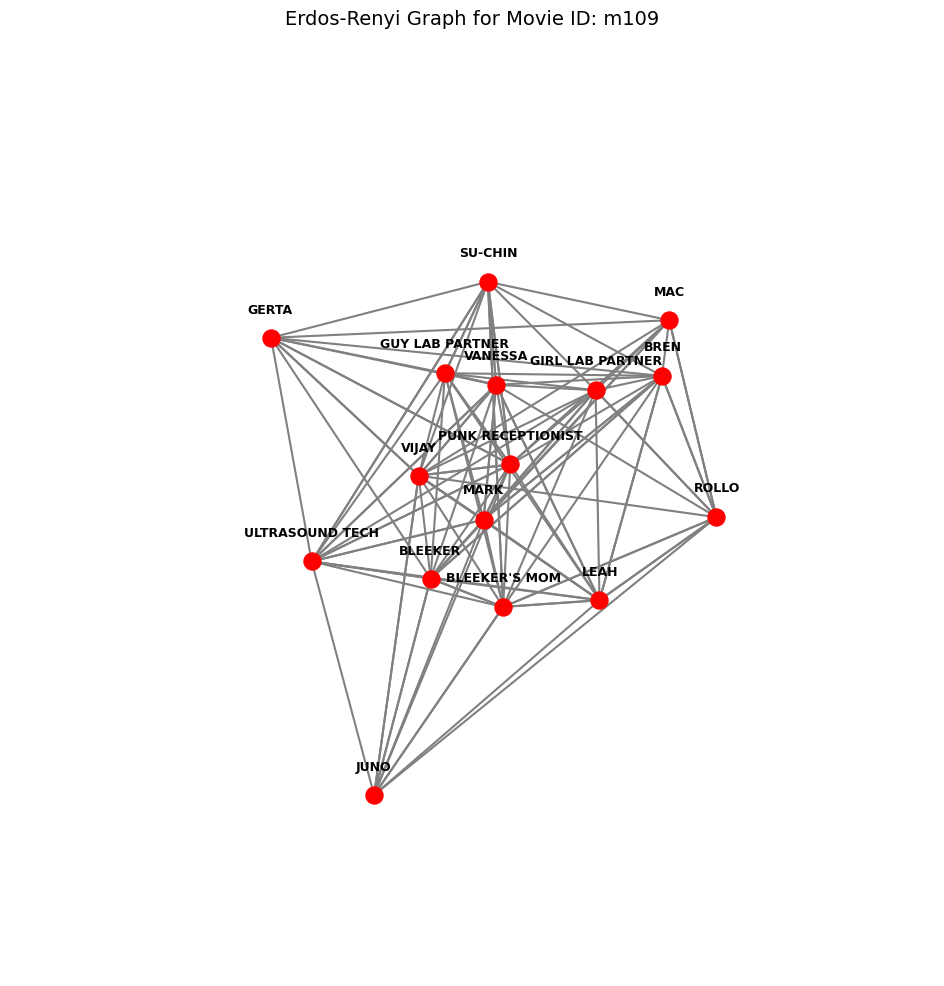 Erdos-Renyi Graph for Movie ID: m109
SU-CHIN
MAC
GERTA
GUY LAB PARTNER
BREN
VANESSA
GIRL LAB PARTNER
PUNK RECEPTIONIST
VIJAY
MARK
ROLLO
ULTRASOUND TECH
BLEEKER
LEAH
BLEEKER'S MOM
JUNO